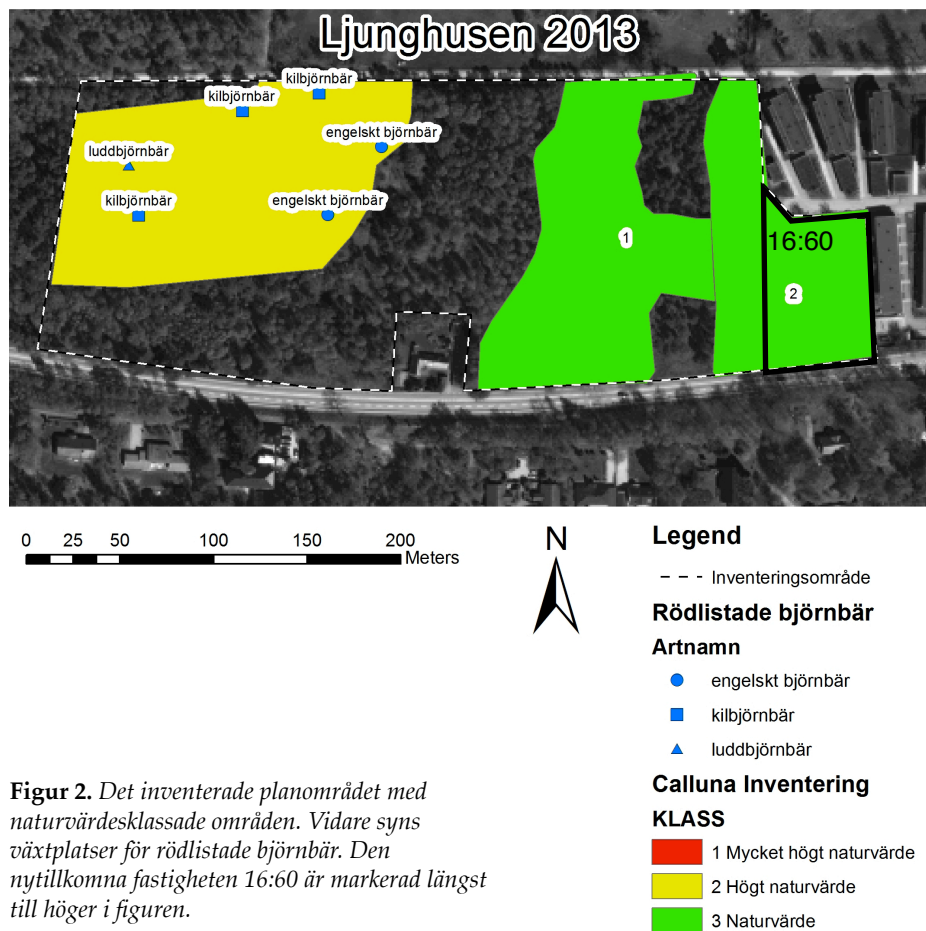 Ljunghusen 2013
kilbjörnbär
kilbjörnbär
engelskt björnbär
luddbjörnbär
kilbjörnbär
engelskt björnbär
1
16:60
2
0 25 50 100 150 200
Meters
N
Legend
Inventeringsområde
Rödlistade björnbär
Artnamn
engelskt björnbär
kilbjörnbär
luddbjörnbär
Calluna Inventering
KLASS
1 Mycket högt naturvärde
2 Högt naturvärde
3 Naturvärde
Figur 2. Det inventerade planområdet med
naturvärdesklassade områden. Vidare syns
växtplatser för rödlistade björnbär. Den
nytillkomna fastigheten 16:60 är markerad längst
till höger i figuren.